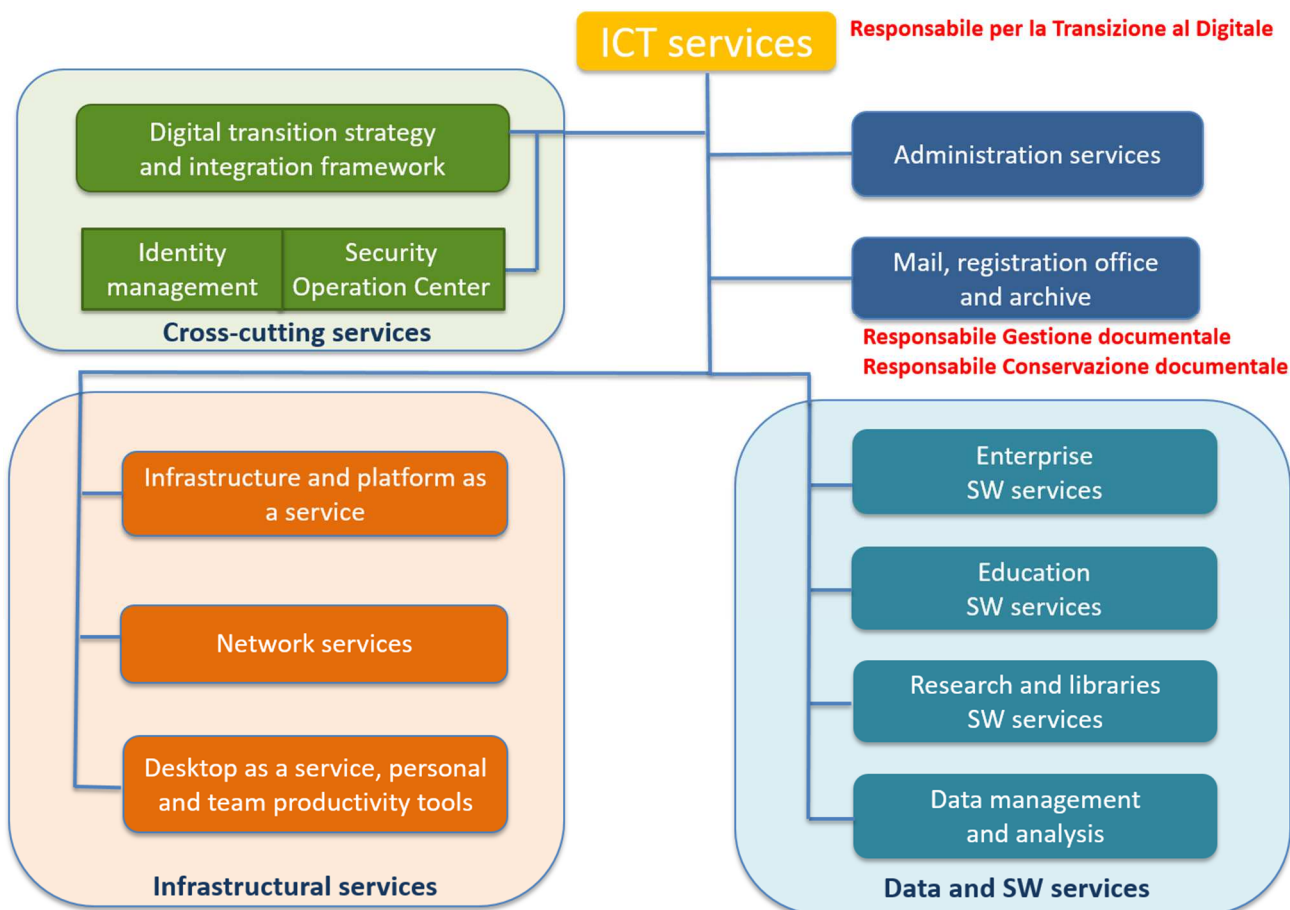 ICT services
Responsabile per la Transizione al Digitale
Digital transition strategy
and integration framework
Identity
management
Security
Operation Center
Cross-cutting services
Administration services
Mail, registration office
and archive
Responsabile Gestione documentale
Responsabile Conservazione documentale
Infrastructure and platform as
a service
Network services
Desktop as a service, personal
and team productivity tools
Infrastructural services
Enterprise
SW services
Education
SW services
Research and libraries
SW services
Data management
and analysis
Data and SW services